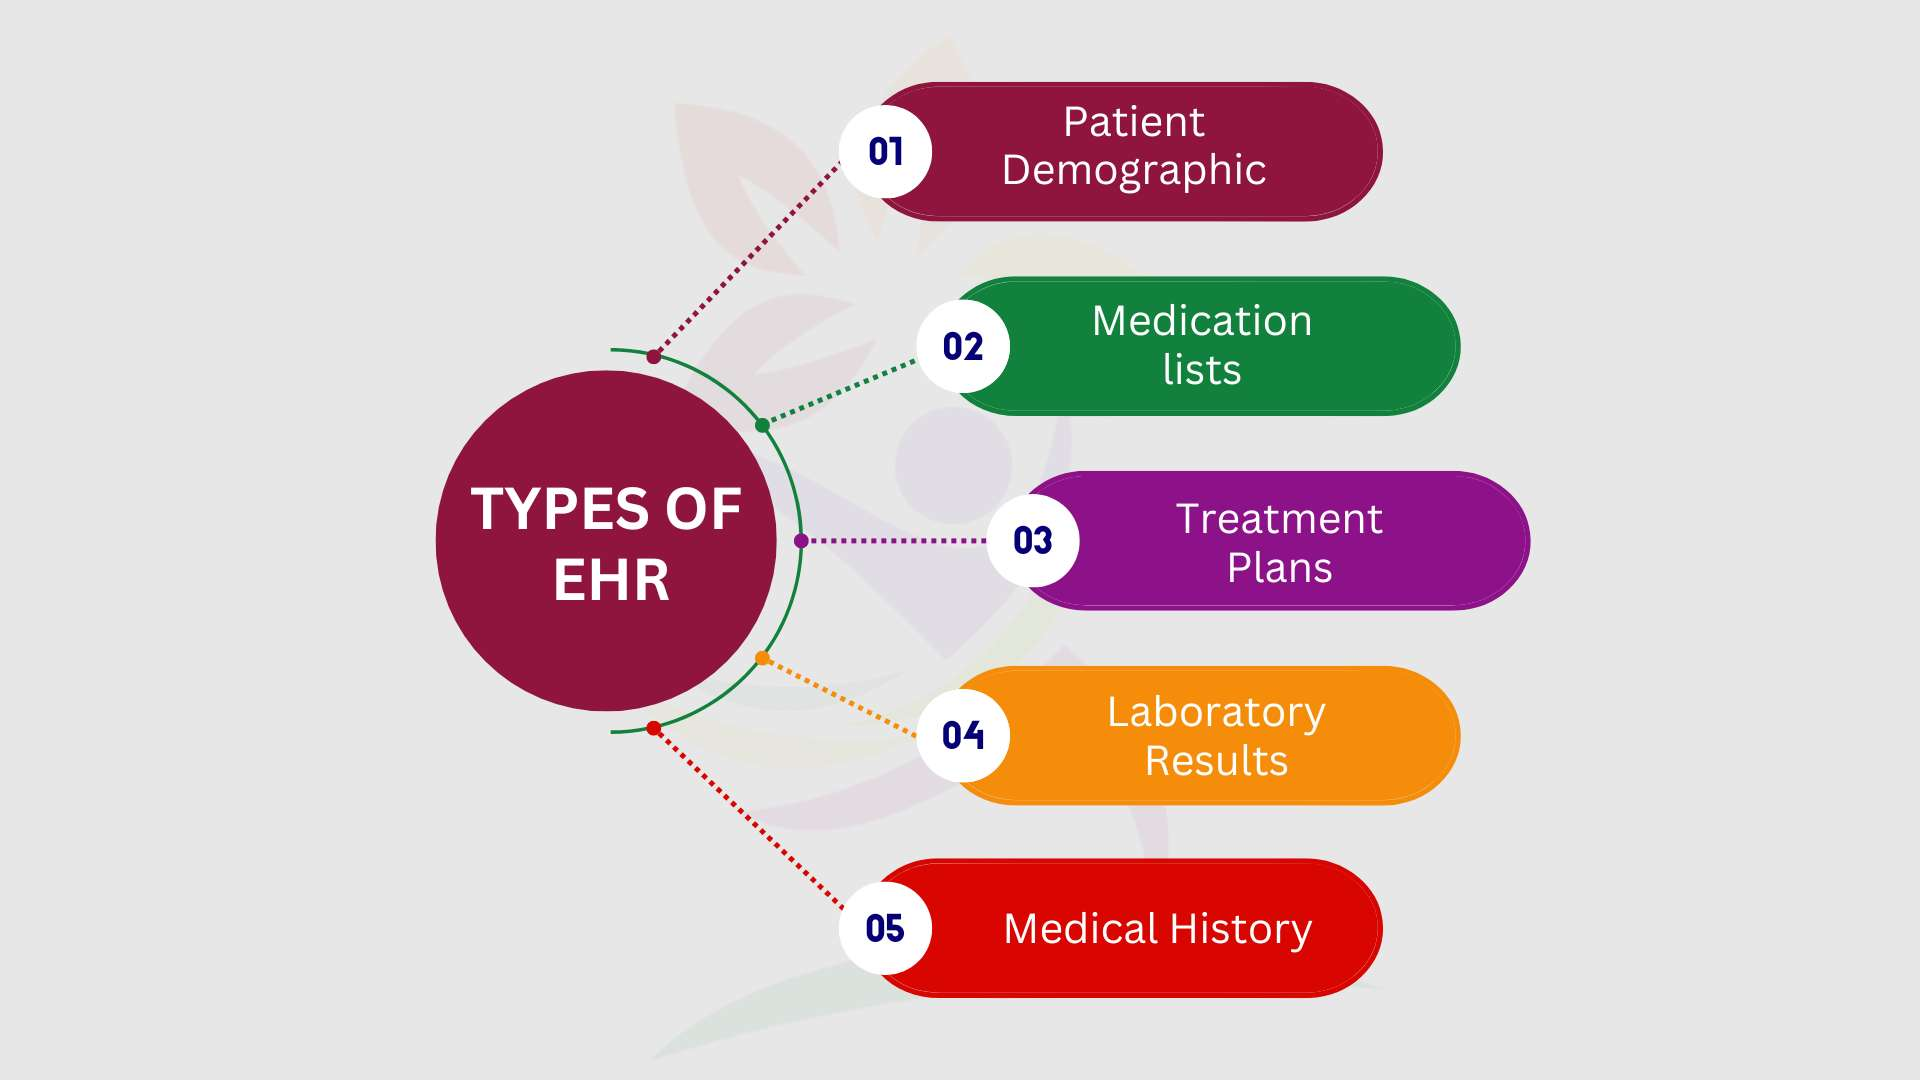 TYPES OF
EHR
01
Patient
Demographic
02
Medication
lists
03
Treatment
Plans
04
Laboratory
Results
05
Medical History